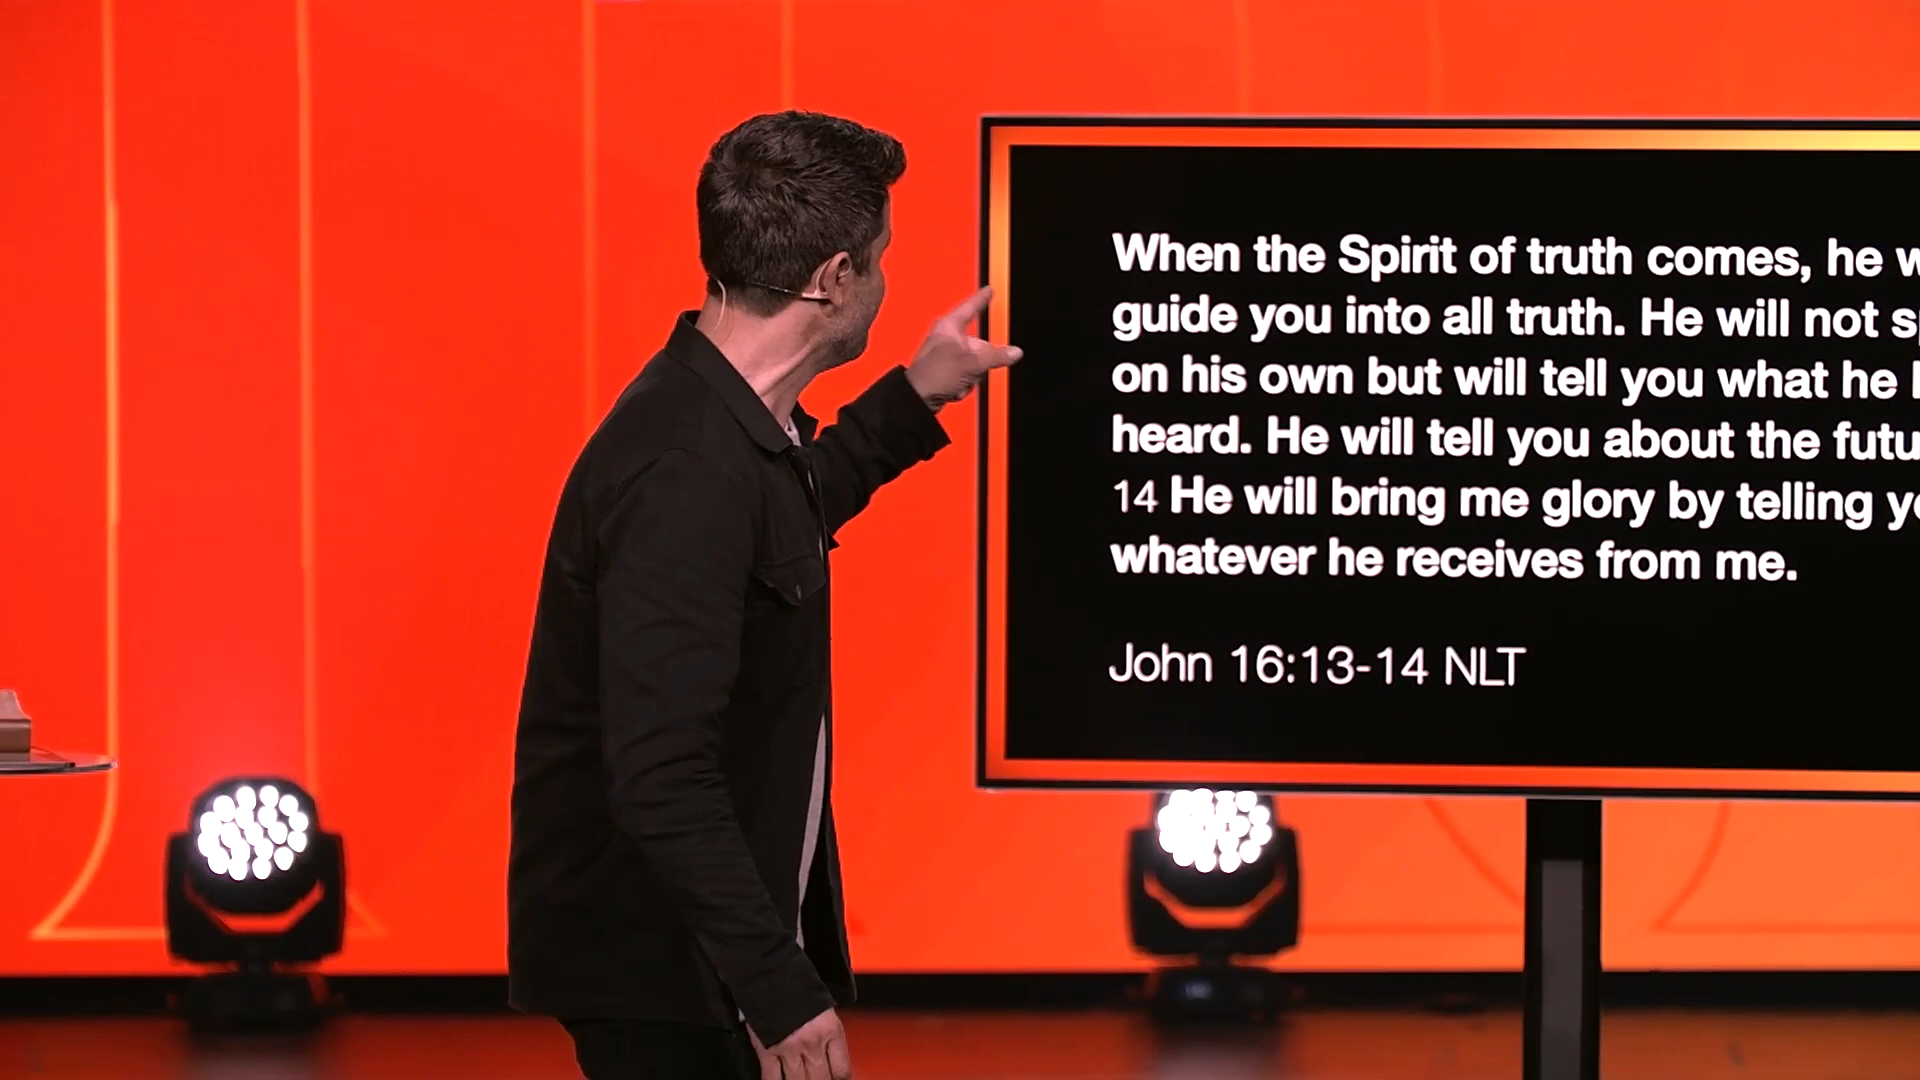 When the Spirit of truth comes, he
guide you into all truth. He will not
on his own but will tell you what he
heard. He will tell you about the
14 He will bring me glory by telling
whatever he receives from me.
John 16:13-14 NLT